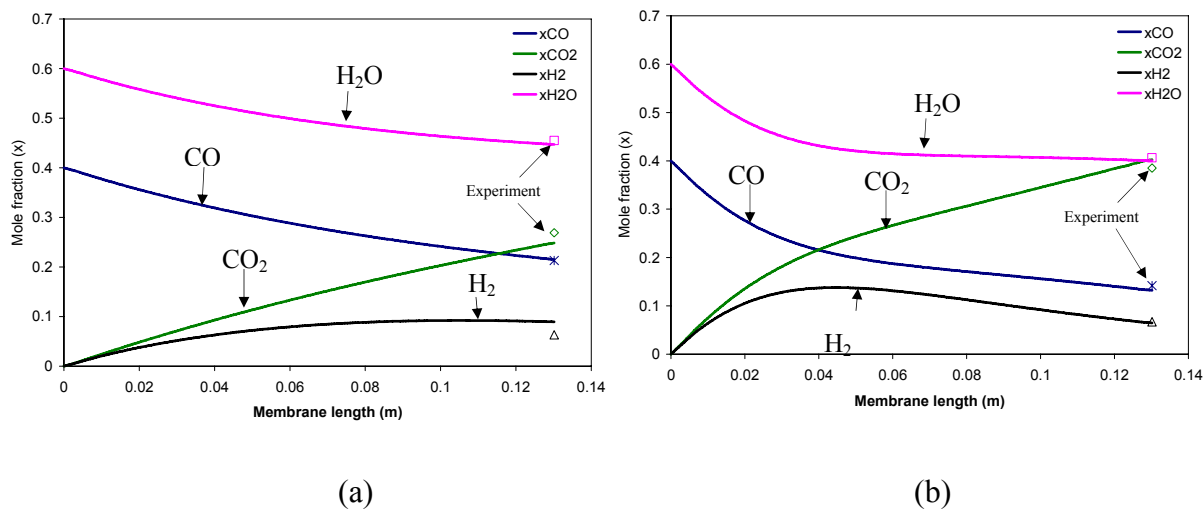 0.7
0.6
0.5
0.4
0.3
0.2
0.1
0
Mole fraction (x)
0
0.02
0.04
0.06
0.08
0.1
0.12
0.14
Membrane length (m)
xCO
xCO2
xH2
xH2O
H₂O
CO
Experiment
CO₂
H₂
(a)
0.7
0.6
0.5
0.4
0.3
0.2
0.1
0
Mole fraction (x)
0
0.02
0.04
0.06
0.08
0.1
0.12
0.14
Membrane length (m)
xCO
xCO2
xH2
xH2O
H₂O
CO
CO₂
Experiment
H₂
(b)